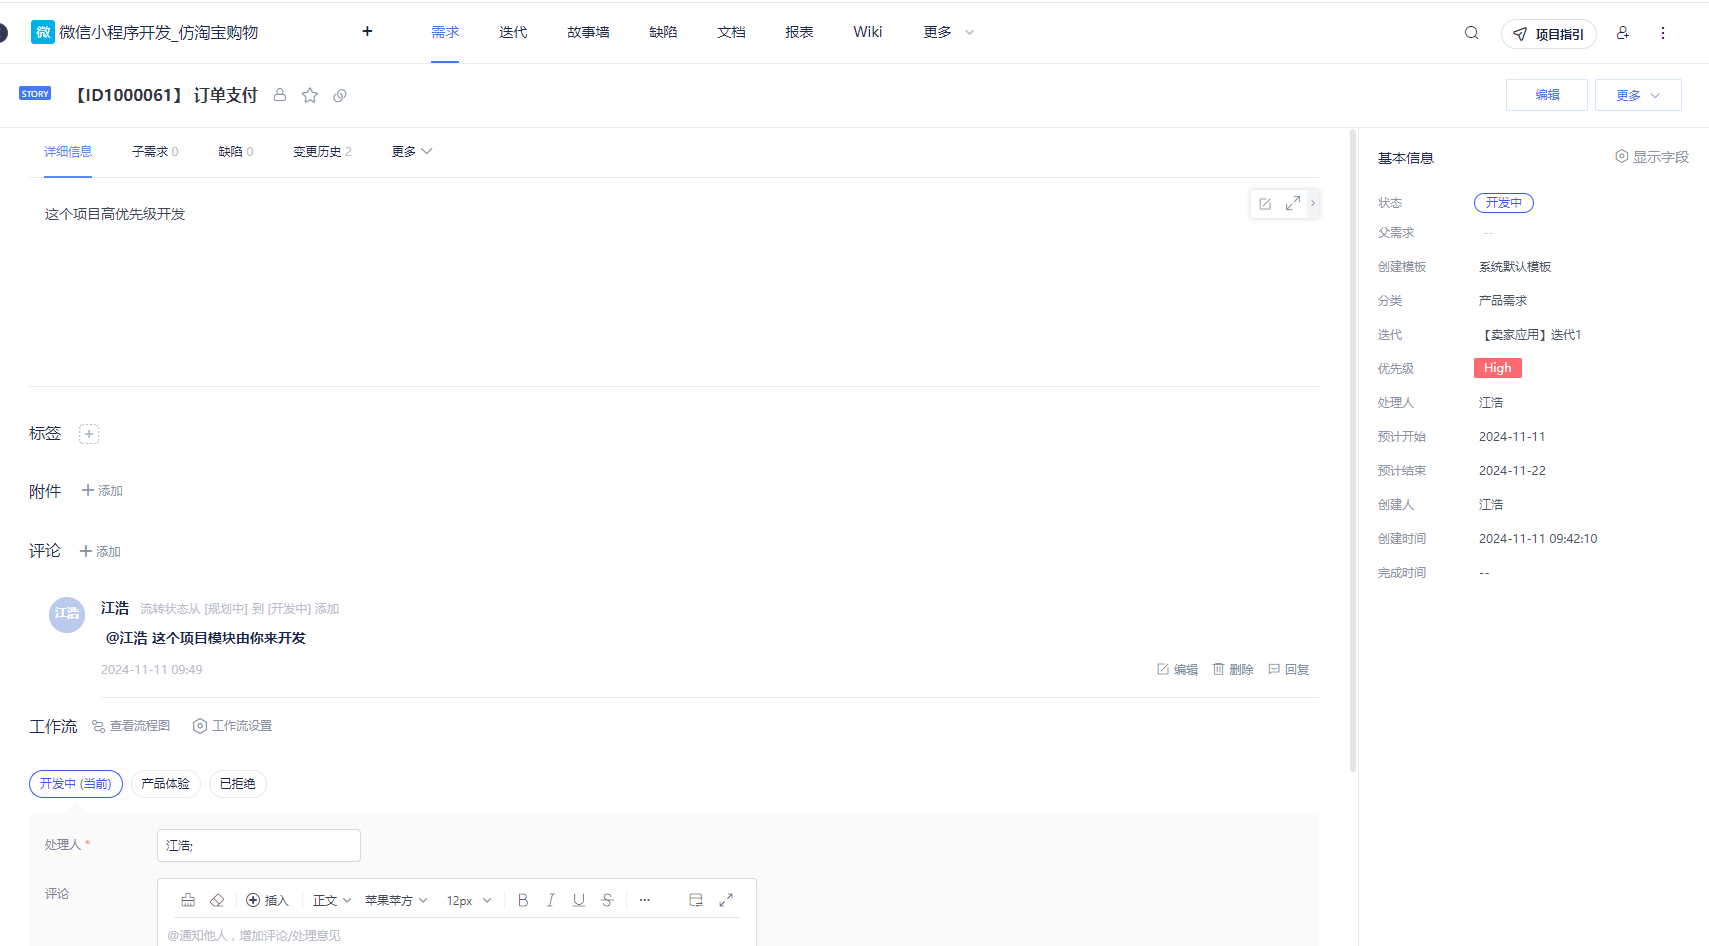 微 微信小程序开发_仿淘宝购物 + 需求 迭代 故事墙 缺陷 文档 报表 Wiki 更多 项目指引
STORY 【ID1000061】 订单支付 编辑 更多
详细信息 子需求 0 缺陷 0 变更历史 2 更多
这个项目高优先级开发
标签
附件 添加
评论 添加
江浩 江浩 流转状态从 [规划中] 到 [开发中] 添加
@江浩 这个项目模块由你来开发
2024-11-11 09:49 编辑 删除 回复
工作流 查看流程图 工作流设置
开发中 (当前) 产品体验 已拒绝
处理人 * 江浩;
评论
插入 正文 苹果苹方 12px B I U S ···
@通知他人，增加评论/处理意见
基本信息 显示字段
状态 开发中
父需求 --
创建模板 系统默认模板
分类 产品需求
迭代 【卖家应用】迭代1
优先级 High
处理人 江浩
预计开始 2024-11-11
预计结束 2024-11-22
创建人 江浩
创建时间 2024-11-11 09:42:10
完成时间 --